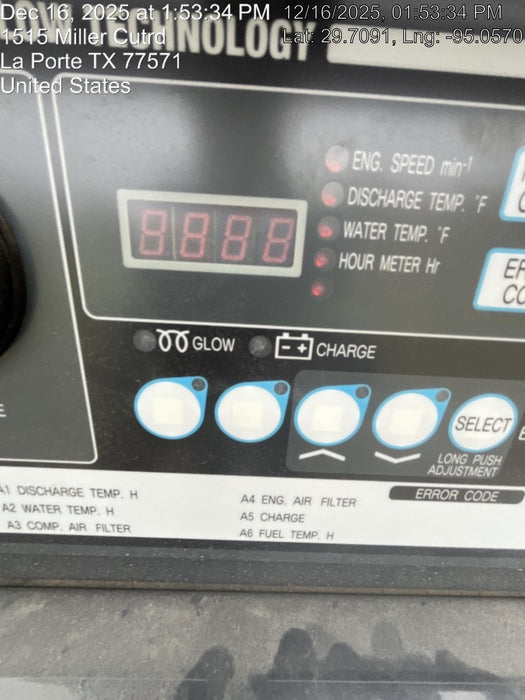 Dec 16, 2025 at 1:53:34 PM
12/16/2025, 01:53:34 PM
1515 Miller Cutrd
Lat: 29.7091, Lng: -95.0570
La Porte TX 77571
United States
TECHNOLOGY
ENG. SPEED min-1
DISCHARGE TEMP. °F
WATER TEMP. °F
HOUR METER Hr
8888
GLOW
- +
CHARGE
SELECT
LONG PUSH
ADJUSTMENT
ERROR CODE
A1 DISCHARGE TEMP. H
A2 WATER TEMP. H
A3 COMP. AIR FILTER
A4 ENG. AIR FILTER
A5 CHARGE
A6 FUEL TEMP. H